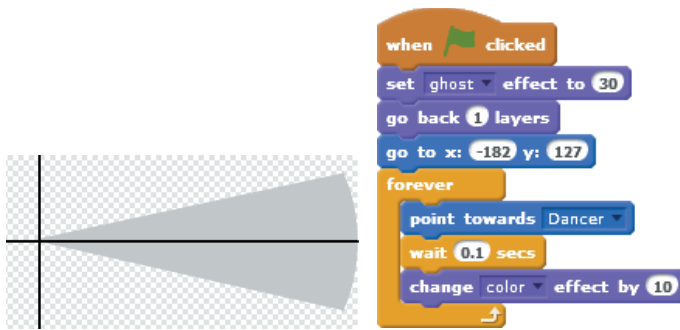 when clicked
set ghost effect to 30
go back 1 layers
go to x: -182 y: 127
forever
point towards Dancer
wait 0.1 secs
change color effect by 10